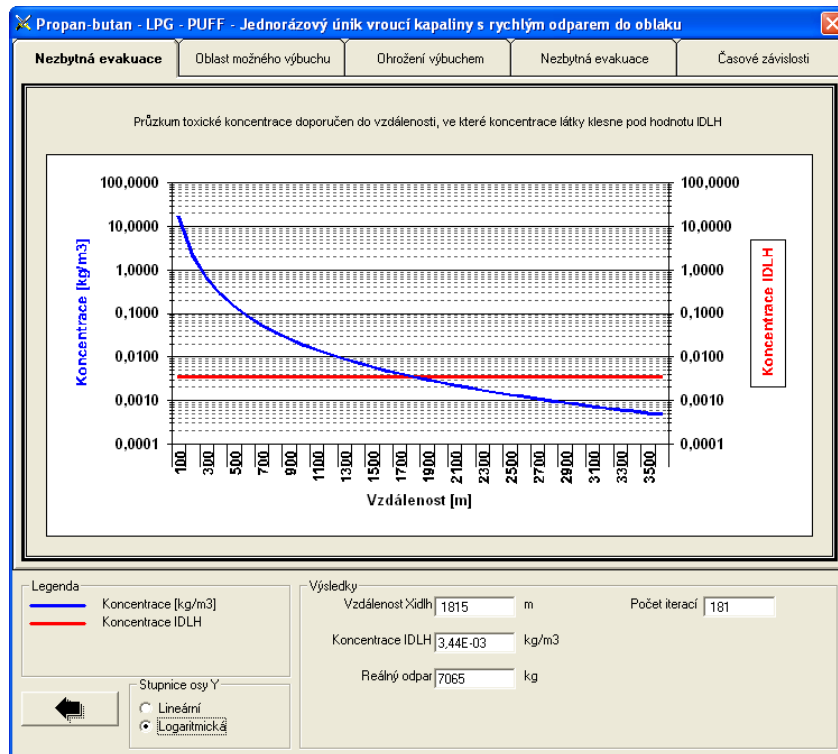 Propan-butan - LPG - PUFF - Jednorázový únik vroucí kapaliny s rychlým odparem do oblaku
Nezbytná evakuace
Oblast možného výbuchu
Ohrožení výbuchem
Nezbytná evakuace
Časové závislosti
Průzkum toxické koncentrace doporučen do vzdálenosti, ve které koncentrace látky klesne pod hodnotu IDLH
Koncentrace [kg/m3]
100,0000
10,0000
1,0000
0,1000
0,0100
0,0010
0,0001
100,0000
10,0000
1,0000
0,1000
0,0100
0,0010
0,0001
Koncentrace IDLH
100 300 500 700 900 1100 1300 1500 1700 1900 2100 2300 2500 2700 2900 3100 3300 3500
Vzdálenost [m]
Legenda
Koncentrace [kg/m3]
Koncentrace IDLH
Stupnice osy Y
Lineární
Logaritmická
Výsledky
Vzdálenost Xidlh 1815 m
Počet iterací 181
Koncentrace IDLH 3,44E-03 kg/m3
Reálný odpar 7065 kg